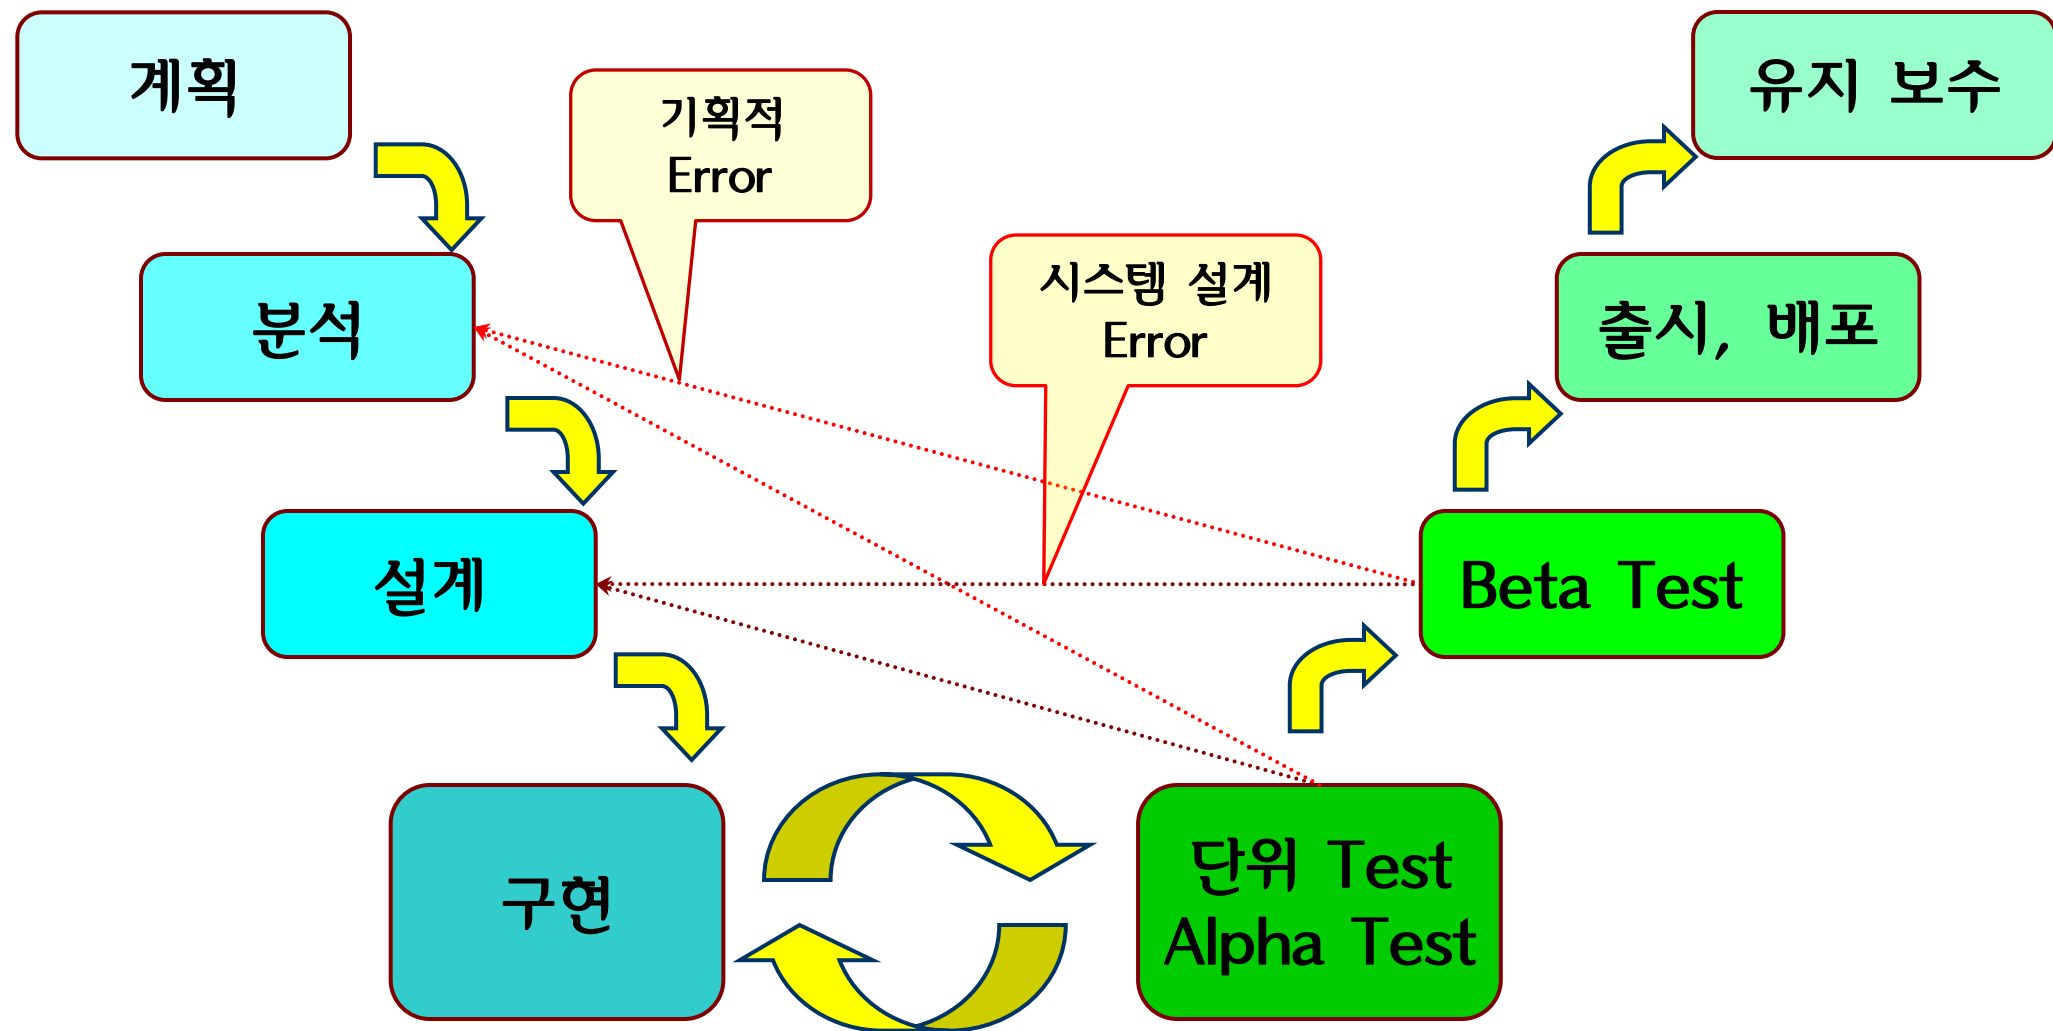 계획
기획적
Error
유지 보수
분석
시스템 설계
Error
출시, 배포
설계
Beta Test
구현
단위 Test
Alpha Test